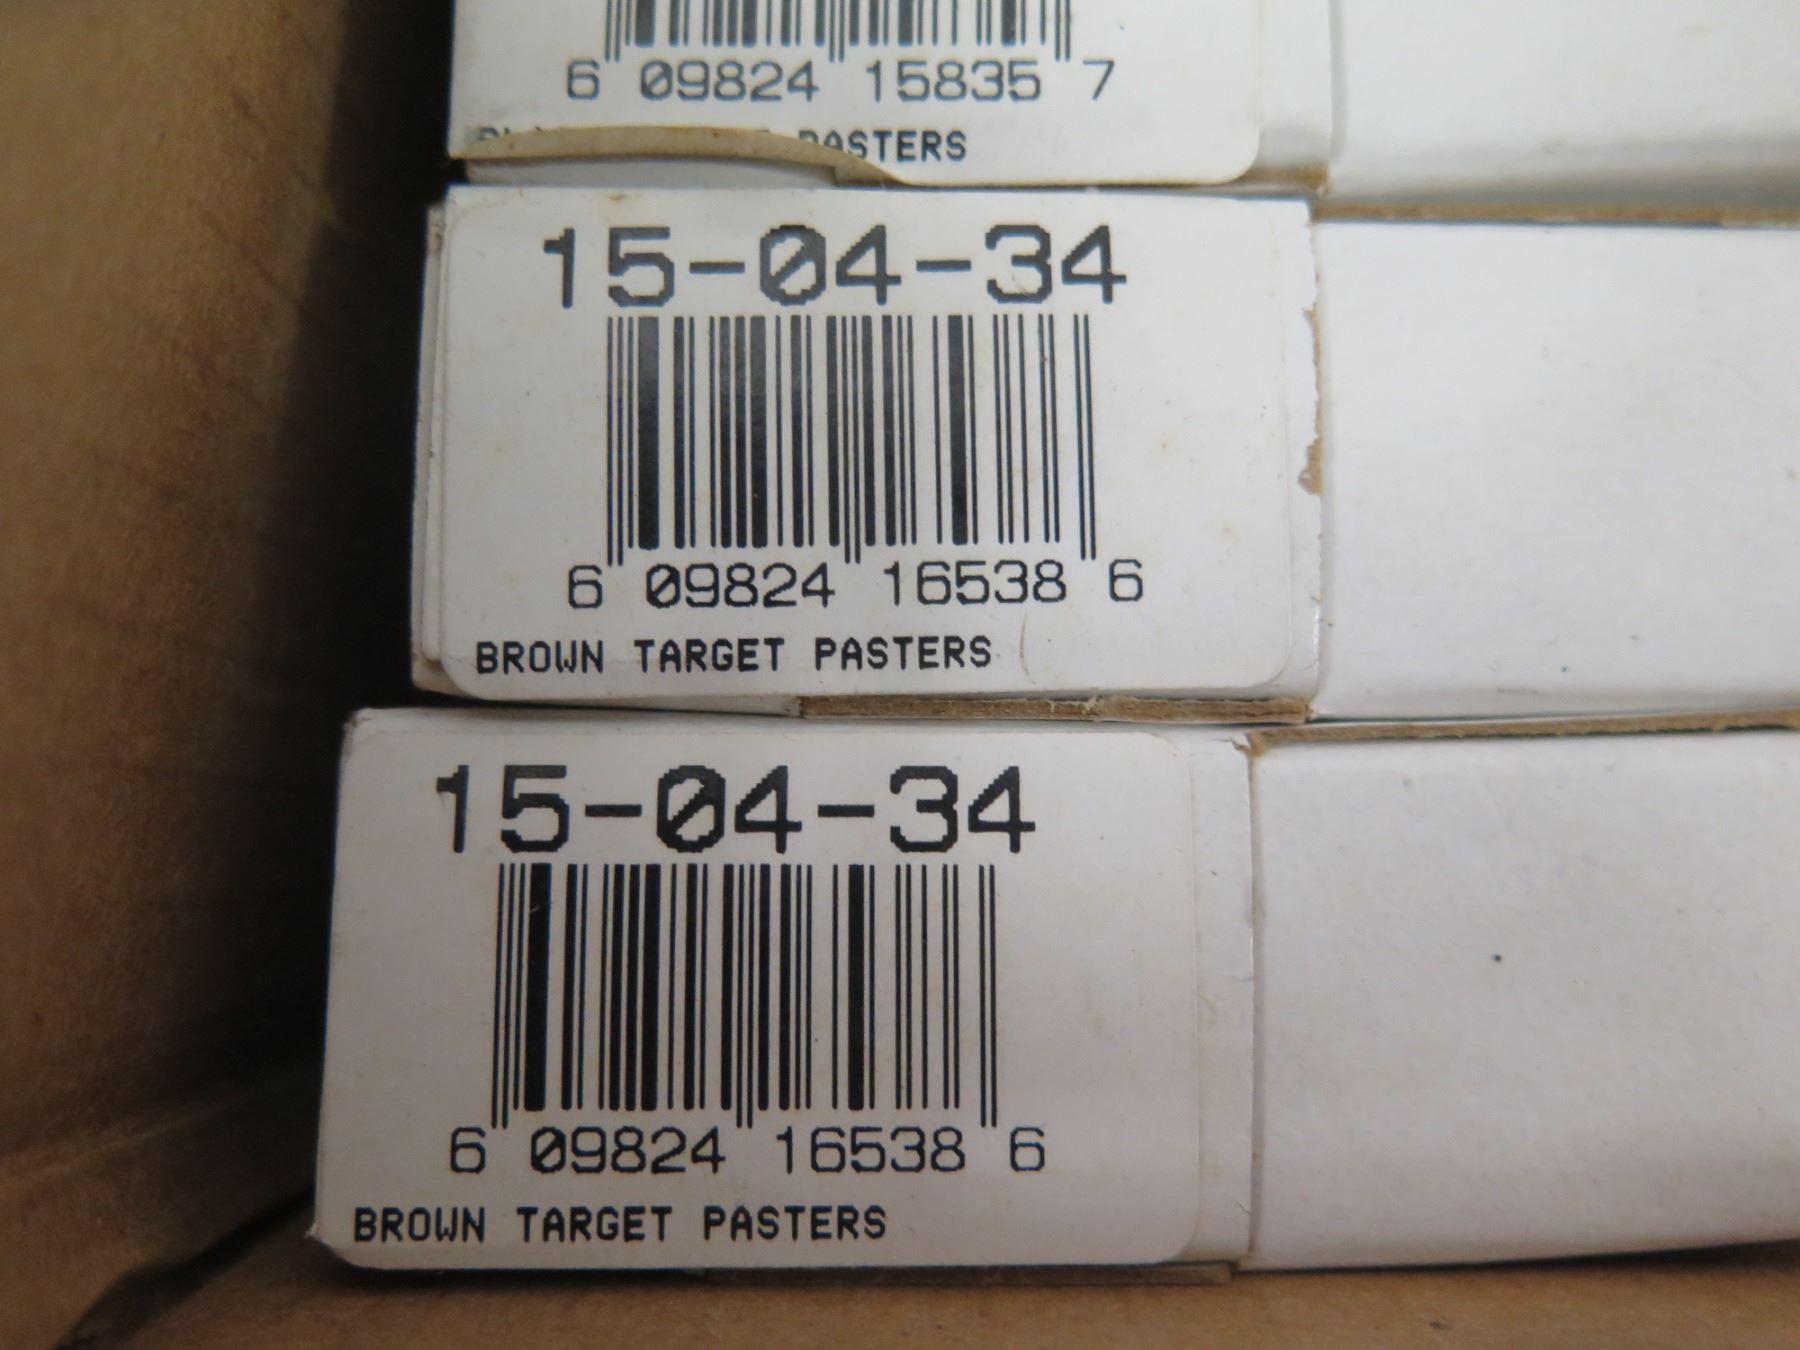 6 09824 15835 7
PASTERS
15-04-34
6 09824 16538 6
BROWN TARGET PASTERS
15-04-34
6 09824 16538 6
BROWN TARGET PASTERS